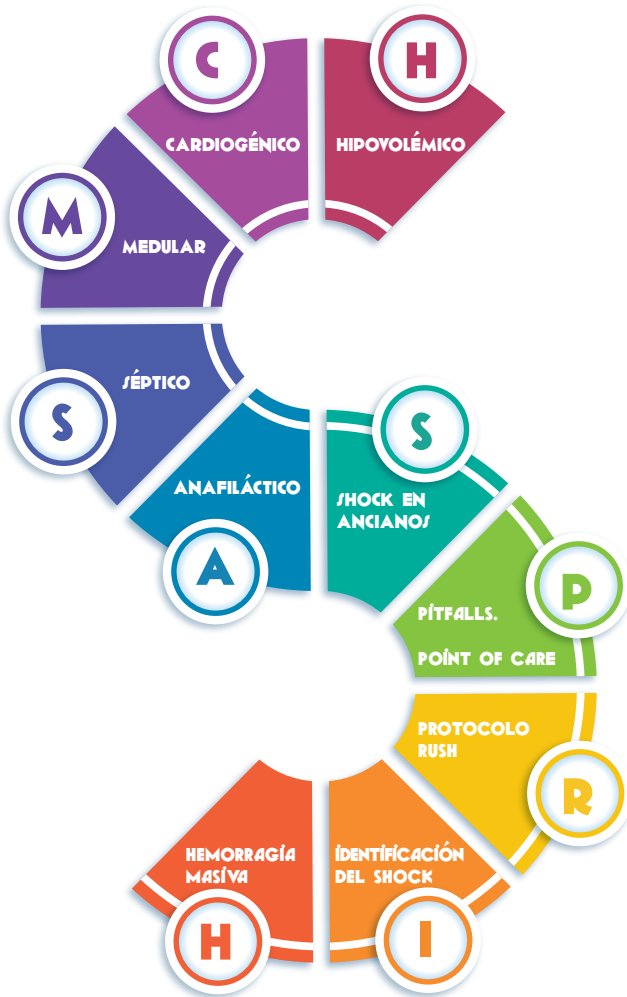 H
HIPOVOLÉMICO
C
CARDIOGÉNICO
M
MEDULAR
S
SÉPTICO
A
ANAFILÁCTICO
S
SHOCK EN
ANCIANOS
P
PITFALLS.
POINT OF CARE
R
PROTOCOLO
RUSH
I
IDENTIFICACIÓN
DEL SHOCK
H
HEMORRAGIA
MASIVA